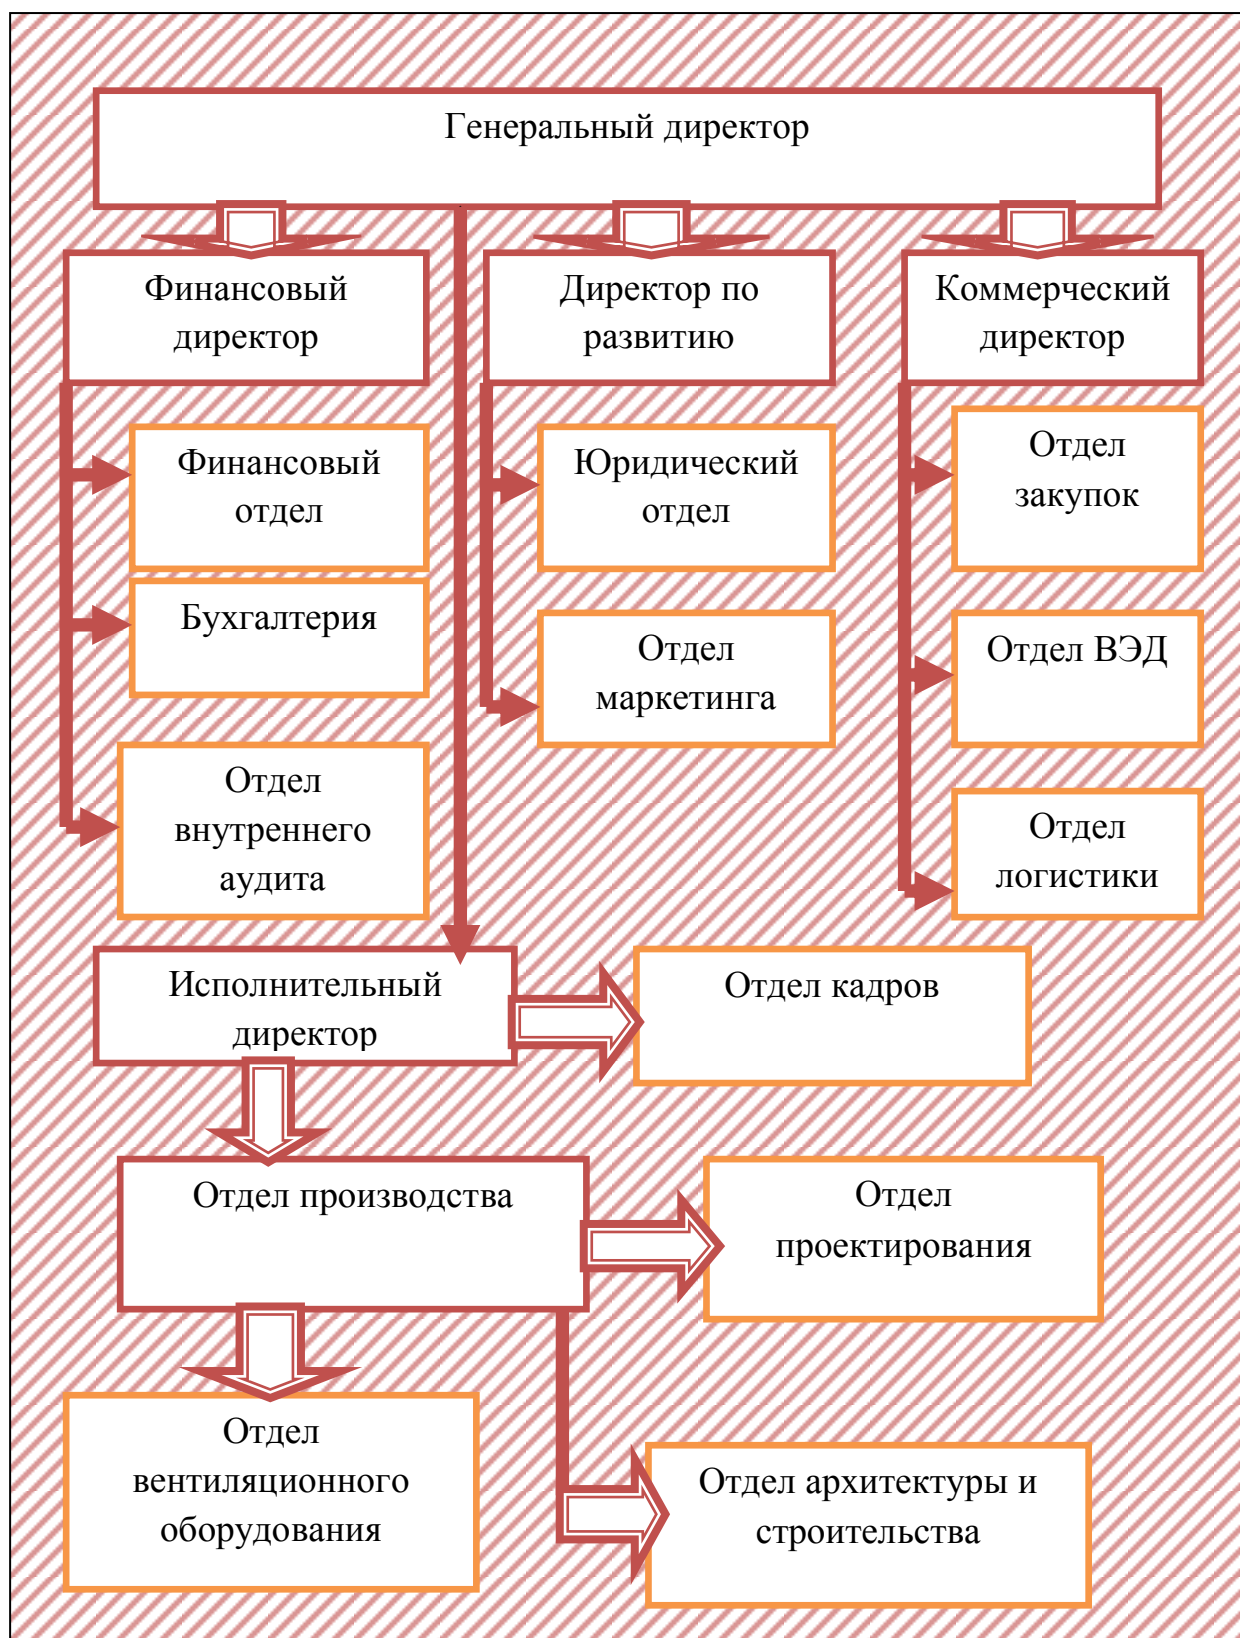 Генеральный директор
Финансовый
директор
Директор по
развитию
Коммерческий
директор
Финансовый
отдел
Юридический
отдел
Отдел
закупок
Бухгалтерия
Отдел
маркетинга
Отдел ВЭД
Отдел
внутреннего
аудита
Отдел
логистики
Исполнительный
директор
Отдел кадров
Отдел производства
Отдел
проектирования
Отдел
вентиляционного
оборудования
Отдел архитектуры и
строительства